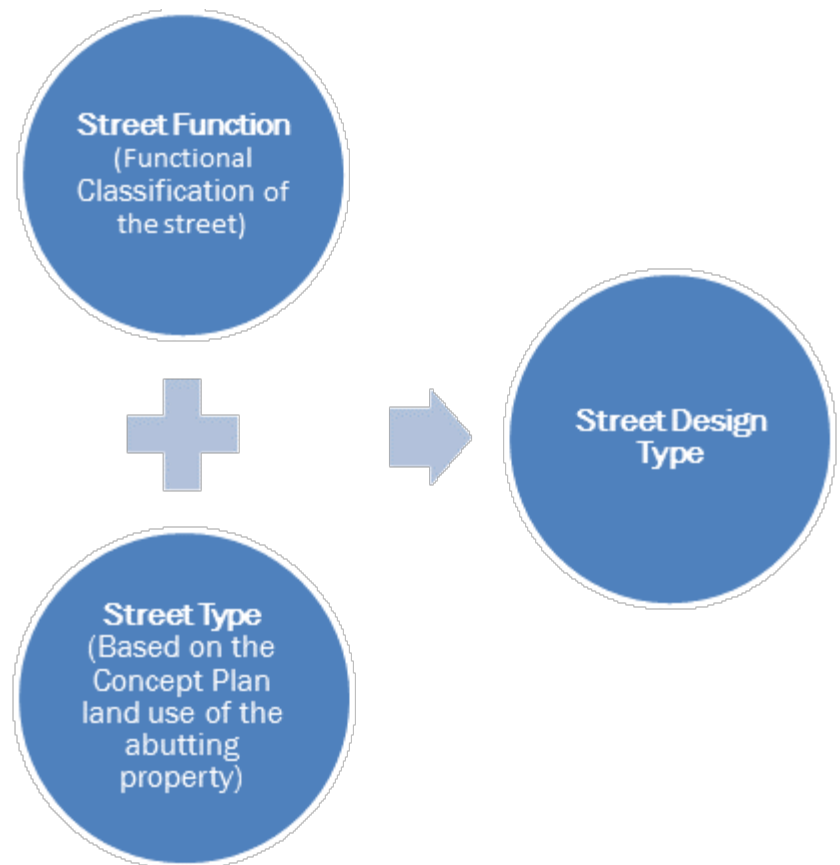 Street Function
(Functional
Classification of
the street)
Street Type
(Based on the
Concept Plan
land use of the
abutting
property)
Street Design
Type